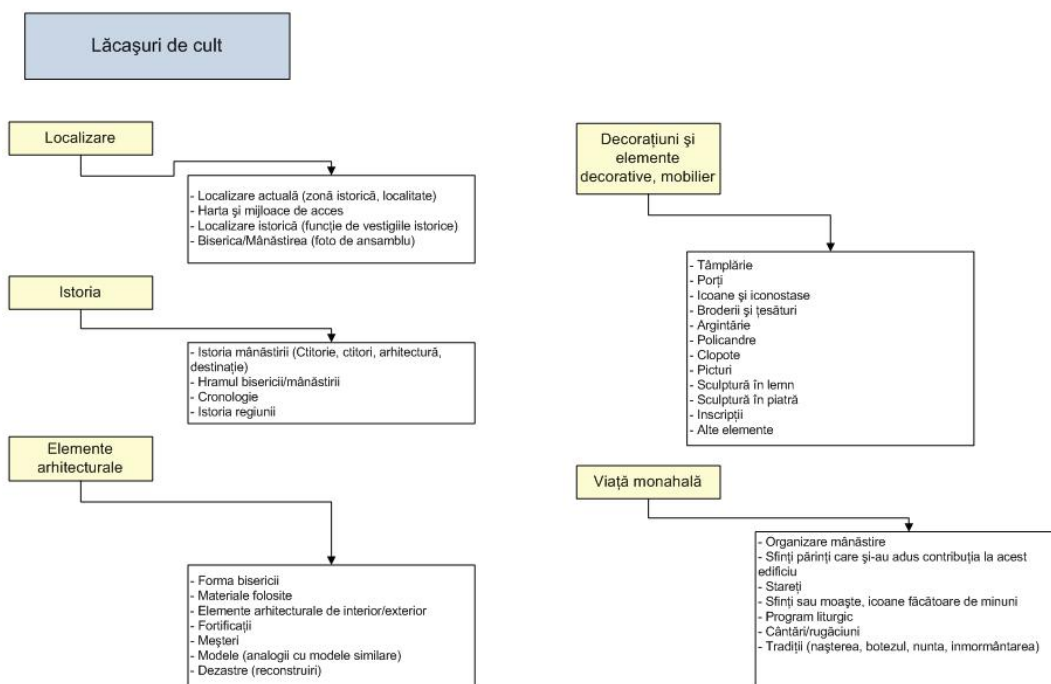 Lăcaşuri de cult
Localizare
- Localizare actuală (zonă istorică, localitate)
- Harta şi mijloace de acces
- Localizare istorică (funcţie de vestigiile istorice)
- Biserica/Mânăstirea (foto de ansamblu)
Istoria
- Istoria mânăstirii (Ctitorie, ctitori, arhitectură,
destinaţie)
- Hramul bisericii/mânăstirii
- Cronologie
- Istoria regiunii
Elemente
arhitecturale
- Forma bisericii
- Materiale folosite
- Elemente arhitecturale de interior/exterior
- Fortificaţii
- Meşteri
- Modele (analogii cu modele similare)
- Dezastre (reconstruiri)
Decoraţiuni şi
elemente
decorative, mobilier
- Tâmplărie
- Porţi
- Icoane şi iconostase
- Broderii şi ţesături
- Argintărie
- Policandre
- Clopote
- Picturi
- Sculptură în lemn
- Sculptură în piatră
- Inscripţii
- Alte elemente
Viaţă monahală
- Organizare mânăstire
- Sfinţi părinţi care şi-au adus contribuţia la acest
edificiu
- Stareţi
- Sfinţi sau moaşte, icoane făcătoare de minuni
- Program liturgic
- Cântări/rugăciuni
- Tradiţii (naşterea, botezul, nunta, inmormântarea)